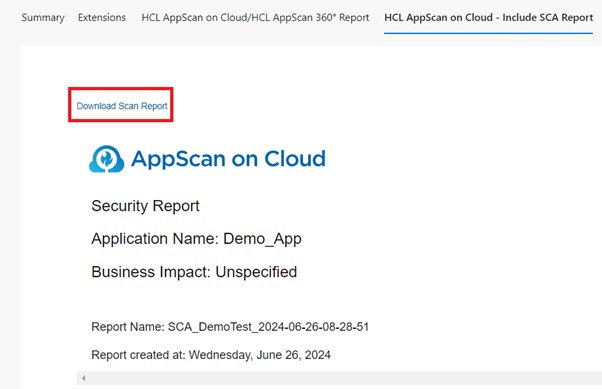 Summary Extensions HCL AppScan on Cloud/HCL AppScan 360° Report HCL AppScan on Cloud - Include SCA Report
Download Scan Report
AppScan on Cloud
Security Report
Application Name: Demo_App
Business Impact: Unspecified
Report Name: SCA_DemoTest_2024-06-26-08-28-51
Report created at: Wednesday, June 26, 2024